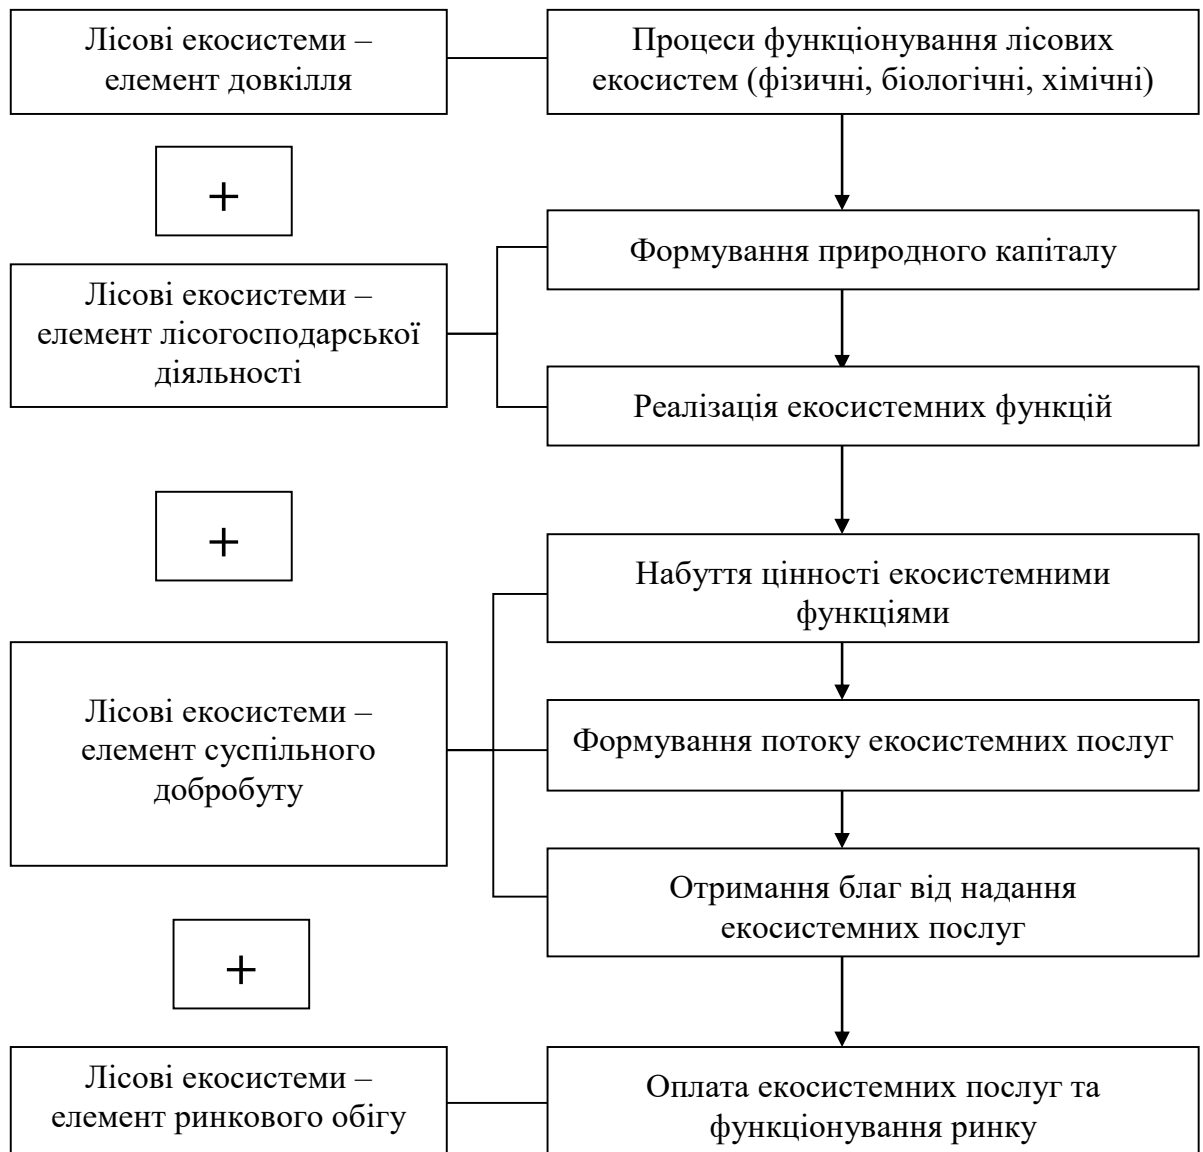 Лісові екосистеми –
елемент довкілля
Процеси функціонування лісових
екосистем (фізичні, біологічні, хімічні)
+
Формування природного капіталу
Лісові екосистеми –
елемент лісогосподарської
діяльності
Реалізація екосистемних функцій
+
Набуття цінності екосистемними
функціями
Лісові екосистеми –
елемент суспільного
добробуту
Формування потоку екосистемних послуг
Отримання благ від надання
екосистемних послуг
+
Лісові екосистеми –
елемент ринкового обігу
Оплата екосистемних послуг та
функціонування ринку